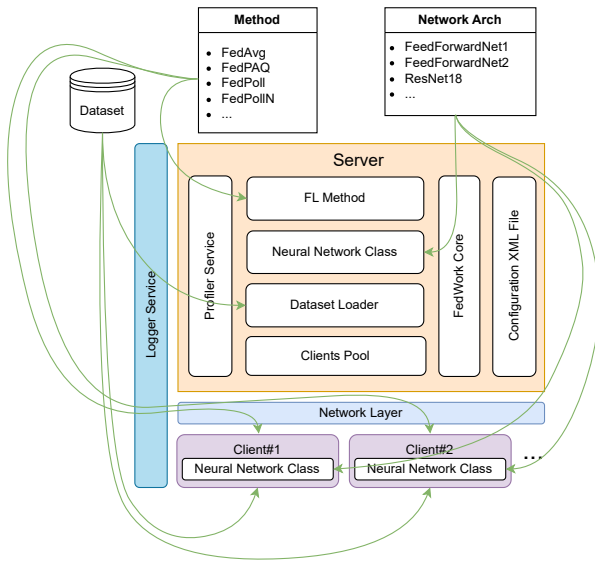 Method
• FedAvg
• FedPAQ
• FedPoll
• FedPollN
• ...
Network Arch
• FeedForwardNet1
• FeedForwardNet2
• ResNet18
• ...
Dataset
Logger Service
Server
Profiler Service
FL Method
Neural Network Class
Dataset Loader
Clients Pool
FedWork Core
Configuration XML File
Network Layer
Client#1
Neural Network Class
Client#2
Neural Network Class
...